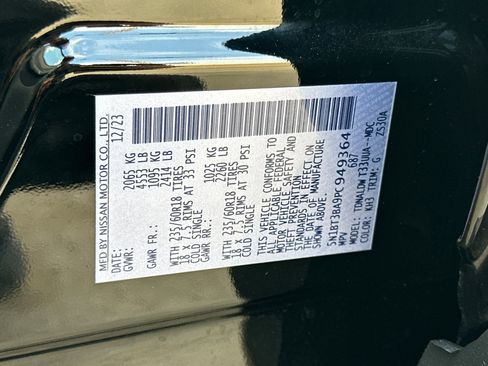 MFD BY NISSAN MOTOR CO., LTD.
DATE: 12/23
GVWR: 2065 KG
4553 LB
GAWR FR.: 1095 KG
2414 LB
WITH 235/60R18 TIRES
18 X 7.5 RIMS AT 33 PSI
COLD SINGLE
GAWR RR.: 1025 KG
2260 LB
WITH 235/60R18 TIRES
18 X 7.5 RIMS AT 30 PSI
COLD SINGLE
THIS VEHICLE CONFORMS TO
ALL APPLICABLE FEDERAL
MOTOR VEHICLE SAFETY AND
THEFT PREVENTION
STANDARDS IN EFFECT ON
THE DATE OF MANUFACTURE
SHOWN ABOVE.
5N1BT3BA9PC949364
MPV 387
MODEL: TDNALLWT33UUA--MDC
COLOR: KH3 TRIM: G Z530A